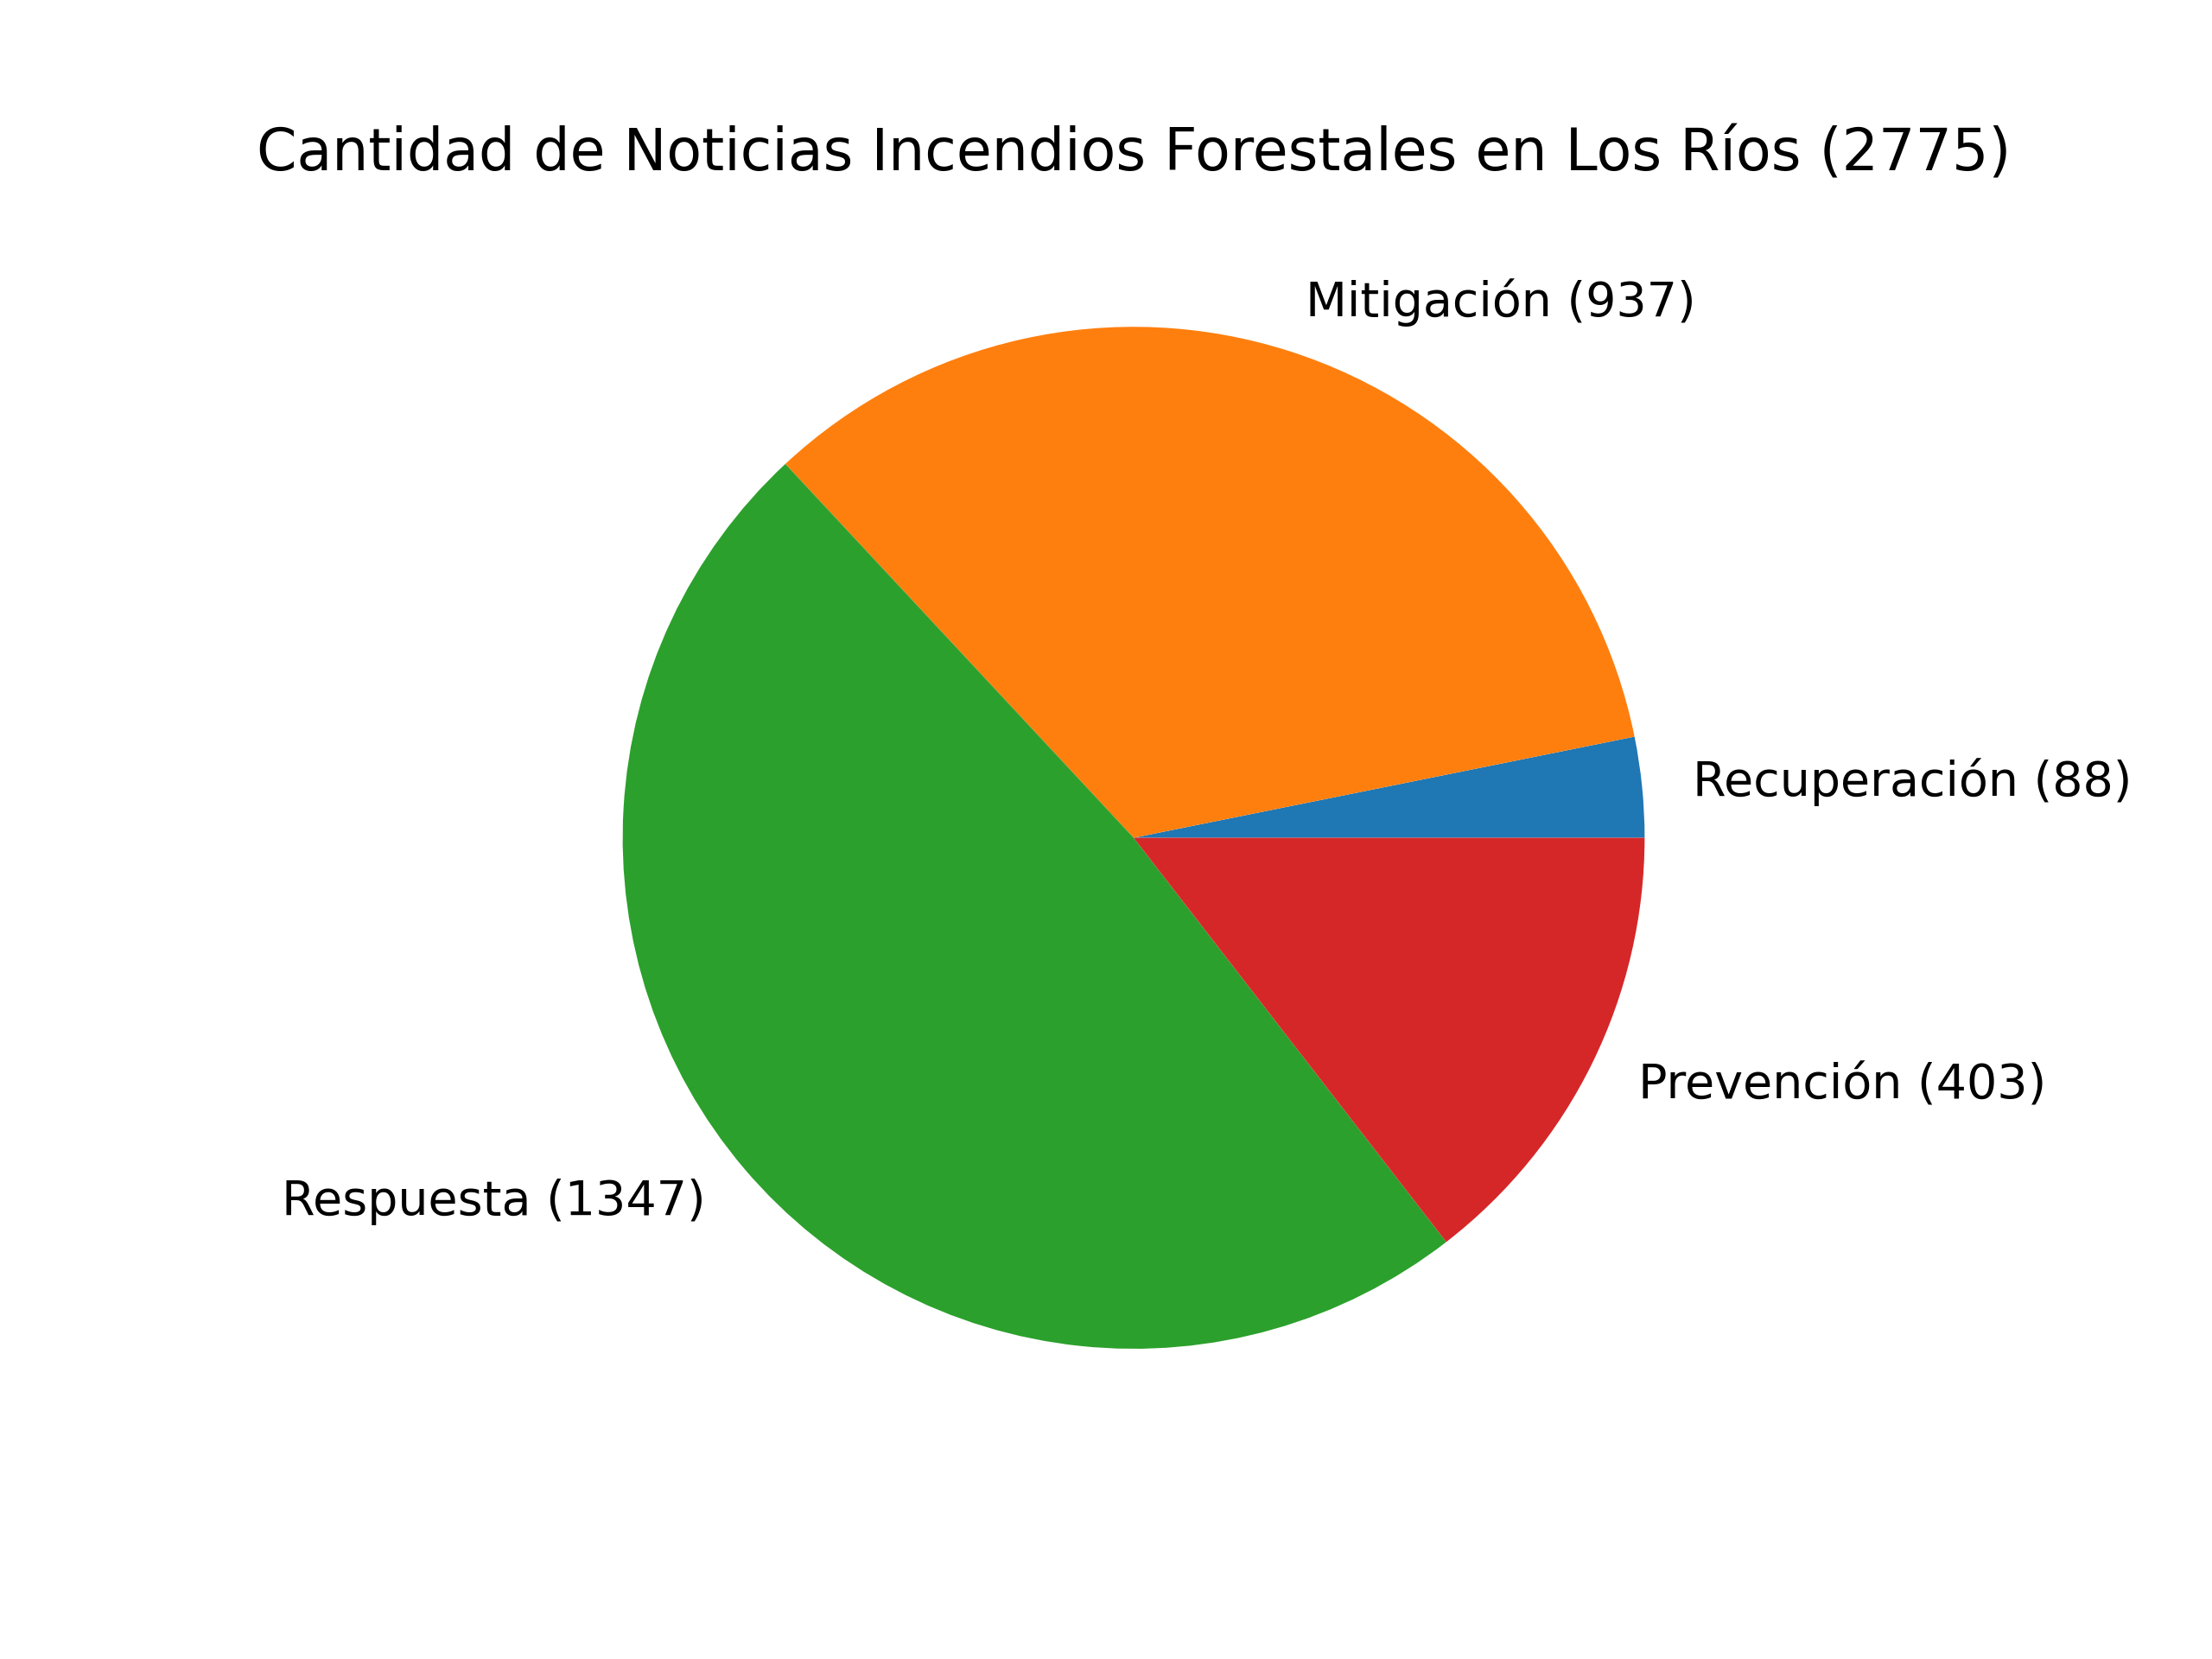 Cantidad de Noticias Incendios Forestales en Los Ríos (2775)
Mitigación (937)
Recuperación (88)
Prevención (403)
Respuesta (1347)